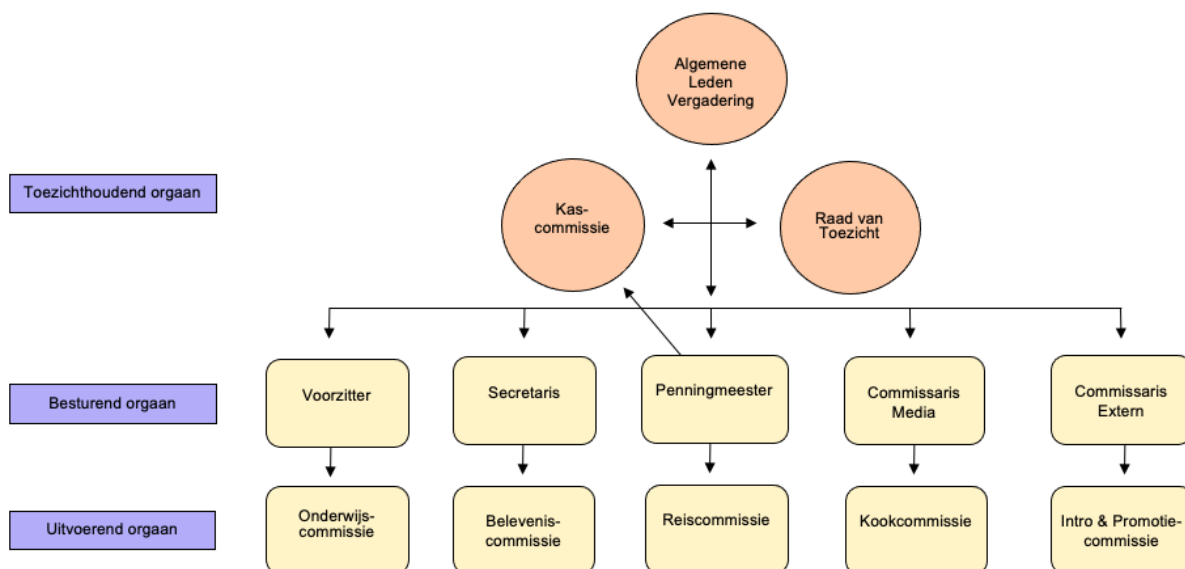 Algemene
Leden
Vergadering
Toezichthoudend orgaan
Kas-
commissie
Raad van
Toezicht
Besturend orgaan
Voorzitter
Secretaris
Penningmeester
Commissaris
Media
Commissaris
Extern
Uitvoerend orgaan
Onderwijs-
commissie
Belevenis-
commissie
Reiscommissie
Kookcommissie
Intro & Promotie-
commissie